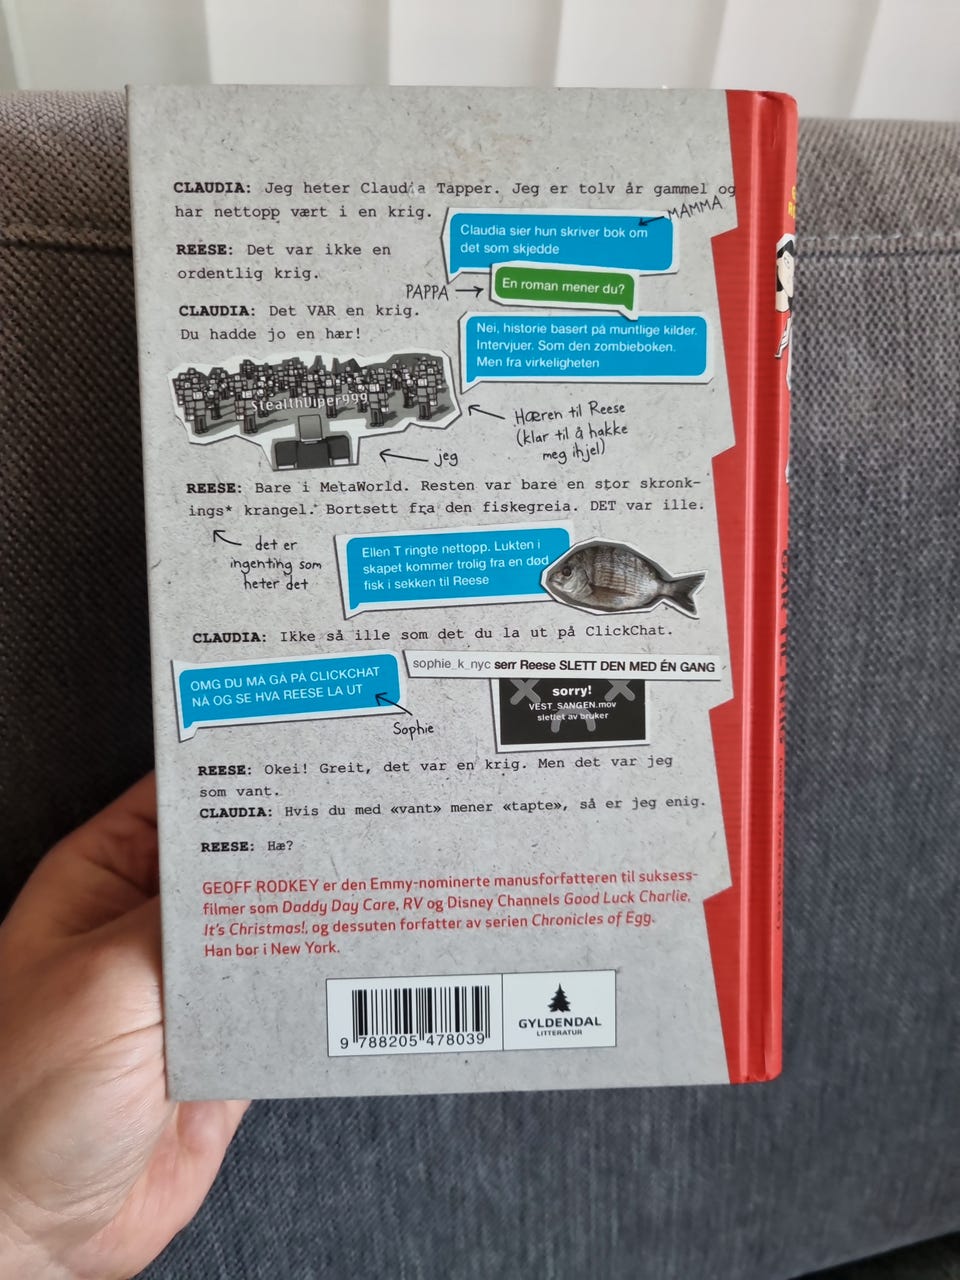 CLAUDIA: Jeg heter Claudia Tapper. Jeg er tolv år gammel og
har nettopp vært i en krig.
MAMMA
Claudia sier hun skriver bok om
det som skjedde
REESE: Det var ikke en
ordentlig krig.
PAPPA
En roman mener du?
CLAUDIA: Det VAR en krig.
Du hadde jo en hær!
Nei, historie basert på muntlige kilder.
Intervjuer. Som den zombieboken.
Men fra virkeligheten
StealthViper999
Hæren til Reese
(klar til å hakke
meg ihjel)
jeg
REESE: Bare i MetaWorld. Resten var bare en stor skronk-
ings* krangel. Bortsett fra den fiskegreia. DET var ille.
det er
ingenting som
heter det
Ellen T ringte nettopp. Lukten i
skapet kommer trolig fra en død
fisk i sekken til Reese
CLAUDIA: Ikke så ille som det du la ut på ClickChat.
OMG DU MÅ GÅ PÅ CLICKCHAT
NÅ OG SE HVA REESE LA UT
Sophie
sophie_k_nyc serr Reese SLETT DEN MED ÉN GANG
sorry!
VEST_SANGEN.mov
slettet av bruker
REESE: Okei! Greit, det var en krig. Men det var jeg
som vant.
CLAUDIA: Hvis du med «vant» mener «tapte», så er jeg enig.
REESE: Hæ?
GEOFF RODKEY er den Emmy-nominerte manusforfatteren til suksess-
filmer som Daddy Day Care, RV og Disney Channels Good Luck Charlie,
It's Christmas!, og dessuten forfatter av serien Chronicles of Egg.
Han bor i New York.
9 788205 478039
GYLDENDAL
LITTERATUR